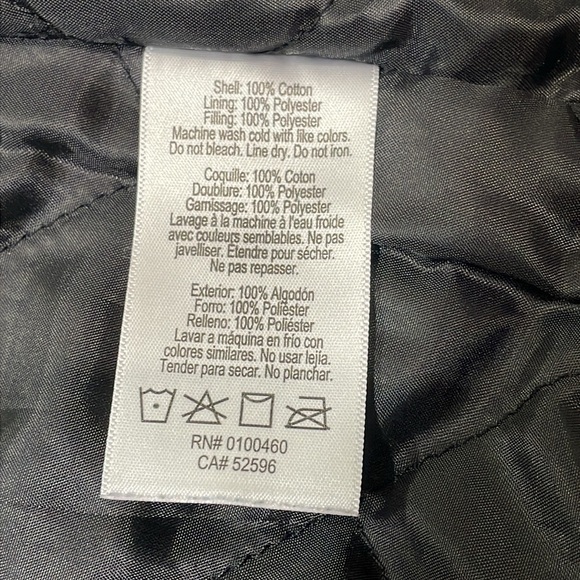 Shell: 100% Cotton
Lining: 100% Polyester
Filling: 100% Polyester
Machine wash cold with like colors.
Do not bleach. Line dry. Do not iron.
Coquille: 100% Coton
Doublure: 100% Polyester
Garnissage: 100% Polyester
Lavage à la machine à l'eau froide
avec couleurs semblables. Ne pas
javelliser. Étendre pour sécher.
Ne pas repasser.
Exterior: 100% Algodón
Forro: 100% Poliéster
Relleno: 100% Poliéster
Lavar a máquina en frío con
colores similares. No usar lejía.
Tender para secar. No planchar.
RN# 0100460
CA# 52596